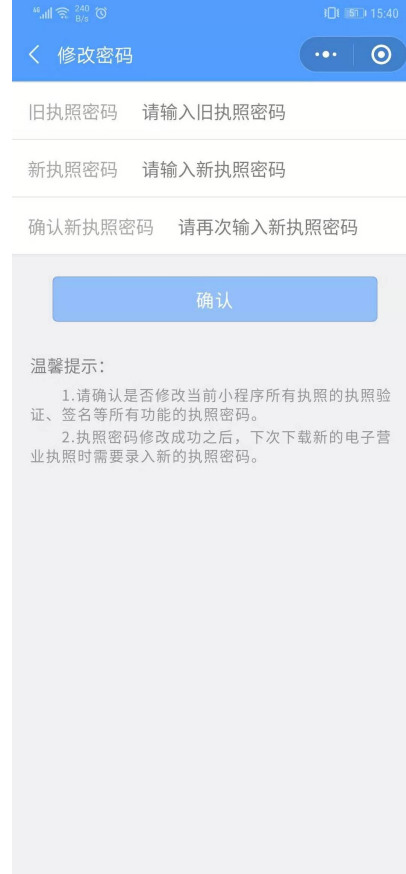 46 240 B/s 51 15:40
修改密码
旧执照密码 请输入旧执照密码
新执照密码 请输入新执照密码
确认新执照密码 请再次输入新执照密码
确认
温馨提示：
1.请确认是否修改当前小程序所有执照的执照验
证、签名等所有功能的执照密码。
2.执照密码修改成功之后，下次下载新的电子营
业执照时需要录入新的执照密码。